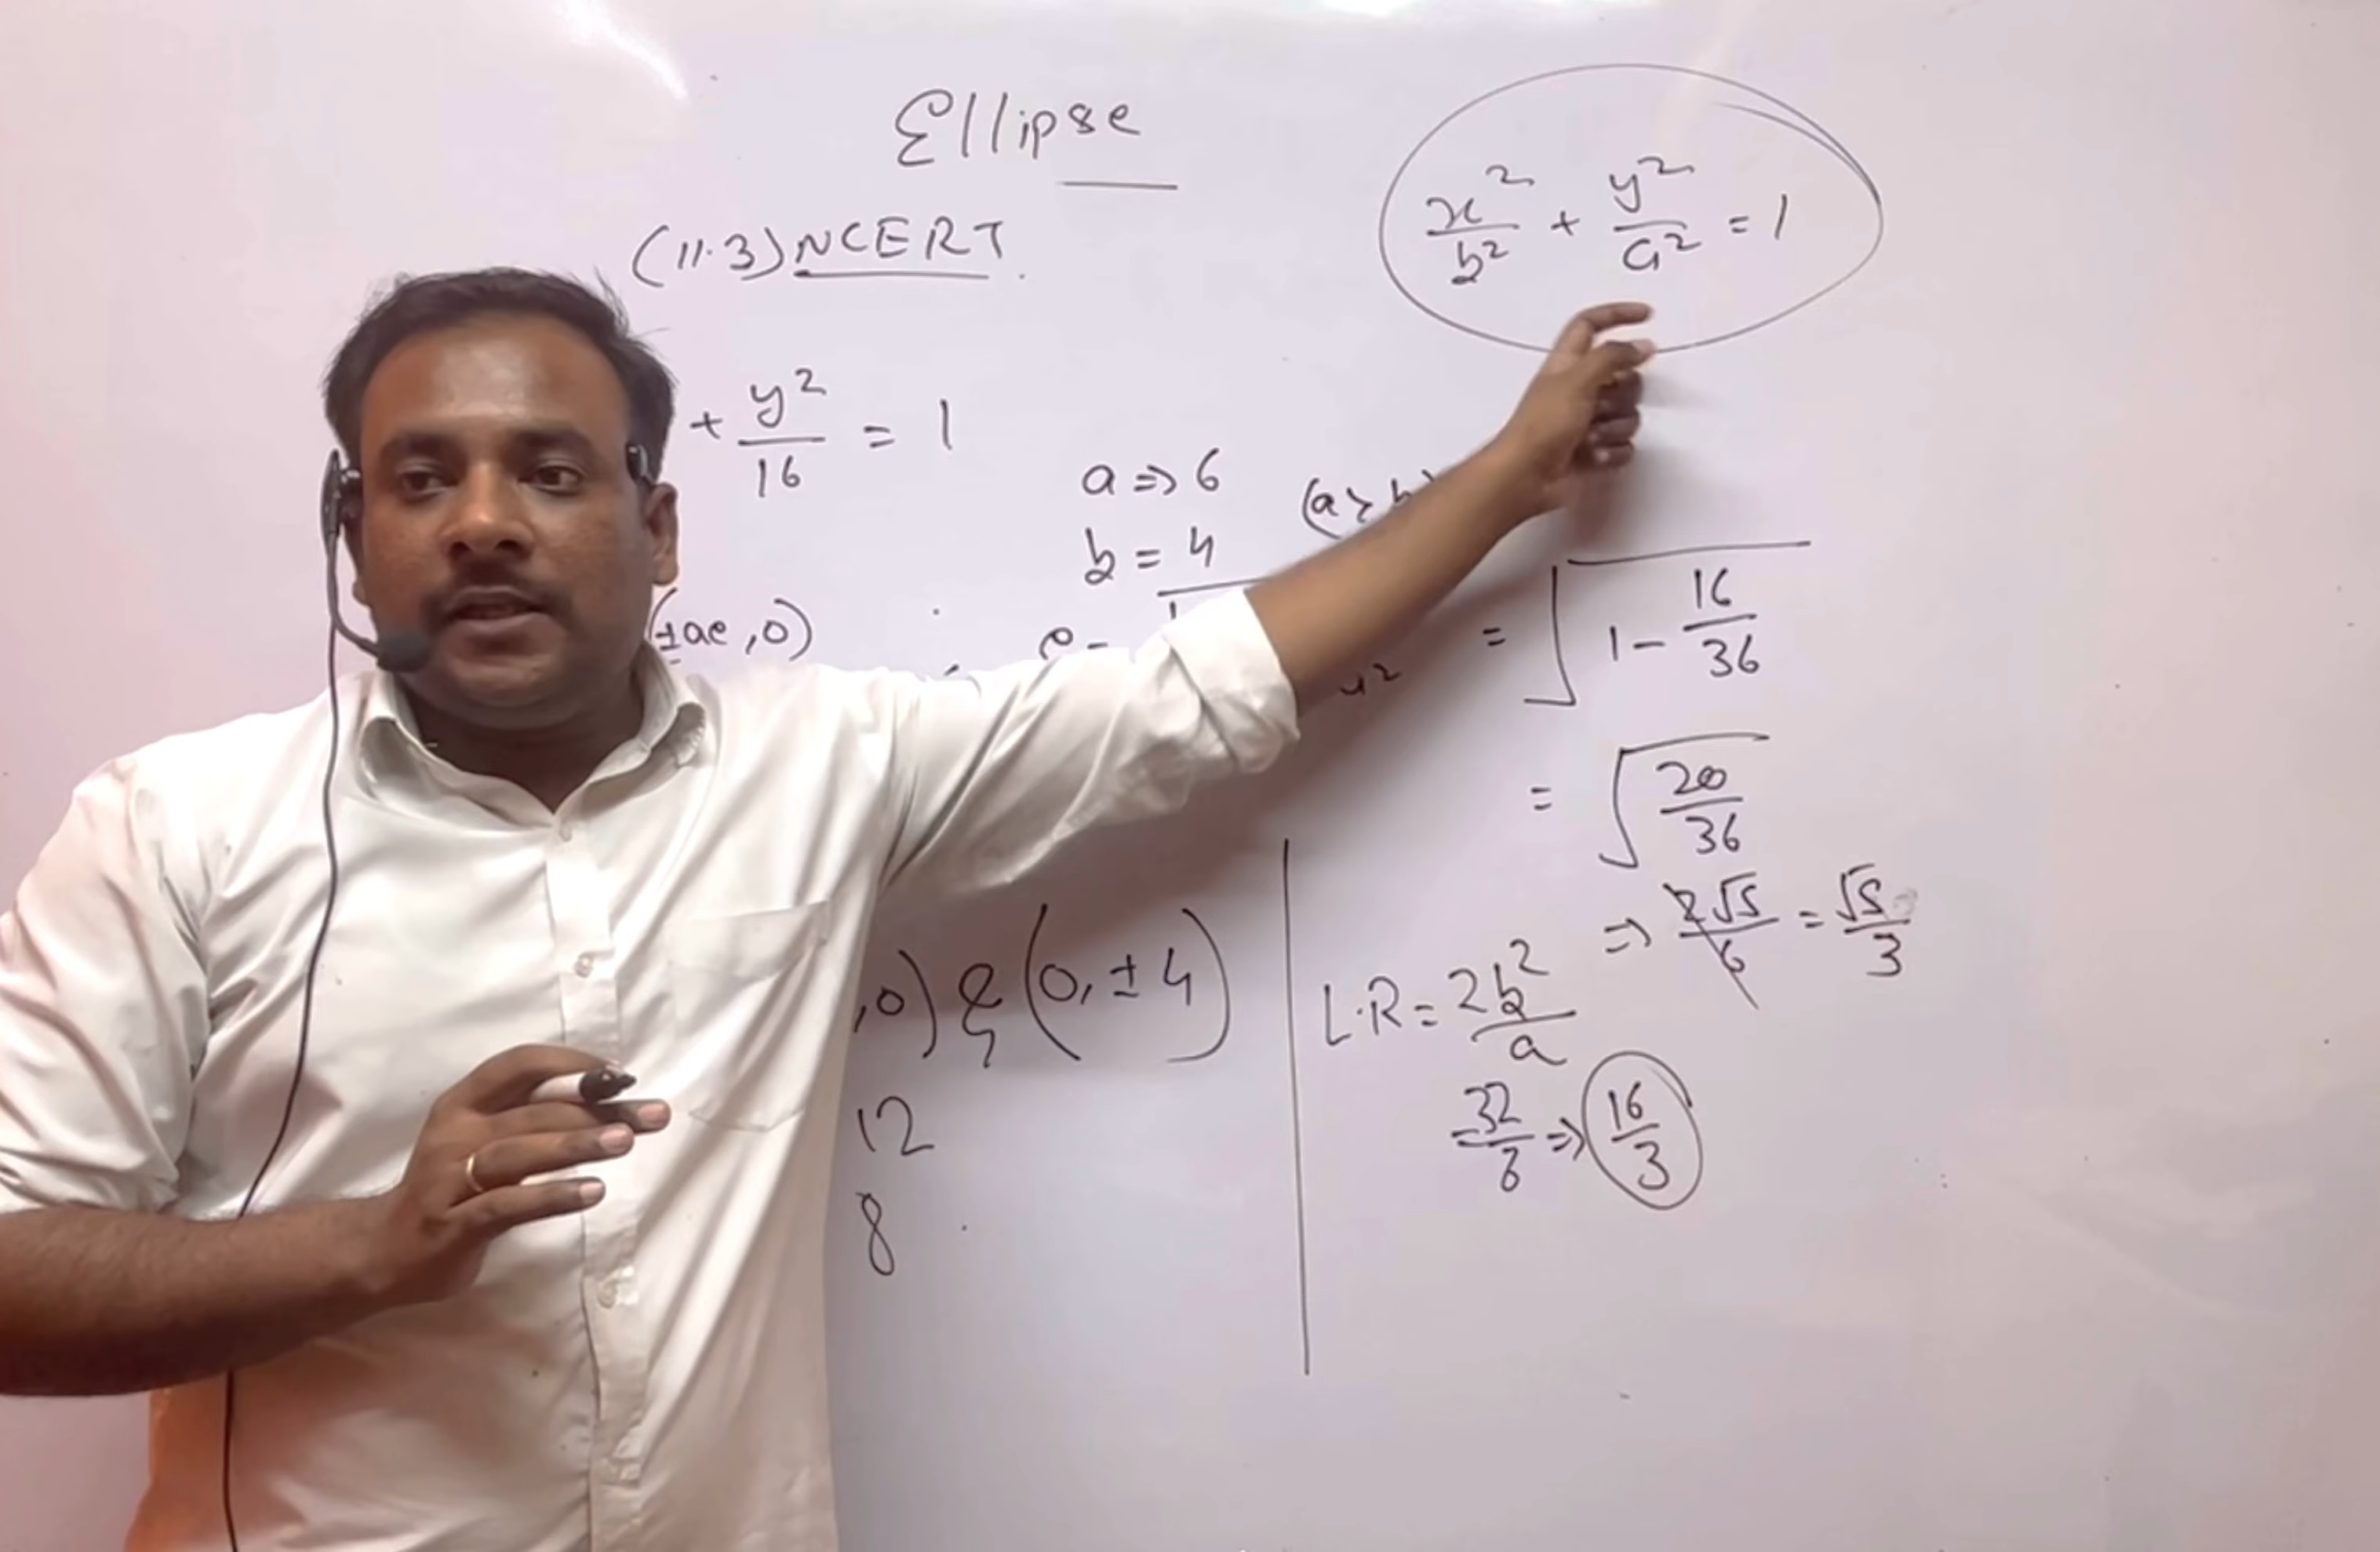 Ellipse
(11.3) NCERT.
x²/b² + y²/a² = 1
+ y²/16 = 1
a ⇒ 6
(a >
b = 4
(±ae, 0)
e =
= √(1 - 16/36)
= √(20/36)
⇒ 2√5/6 = √5/3
, 0) & (0, ± 4)
L.R = 2b²/a
= 32/6 ⇒ 16/3
12
8